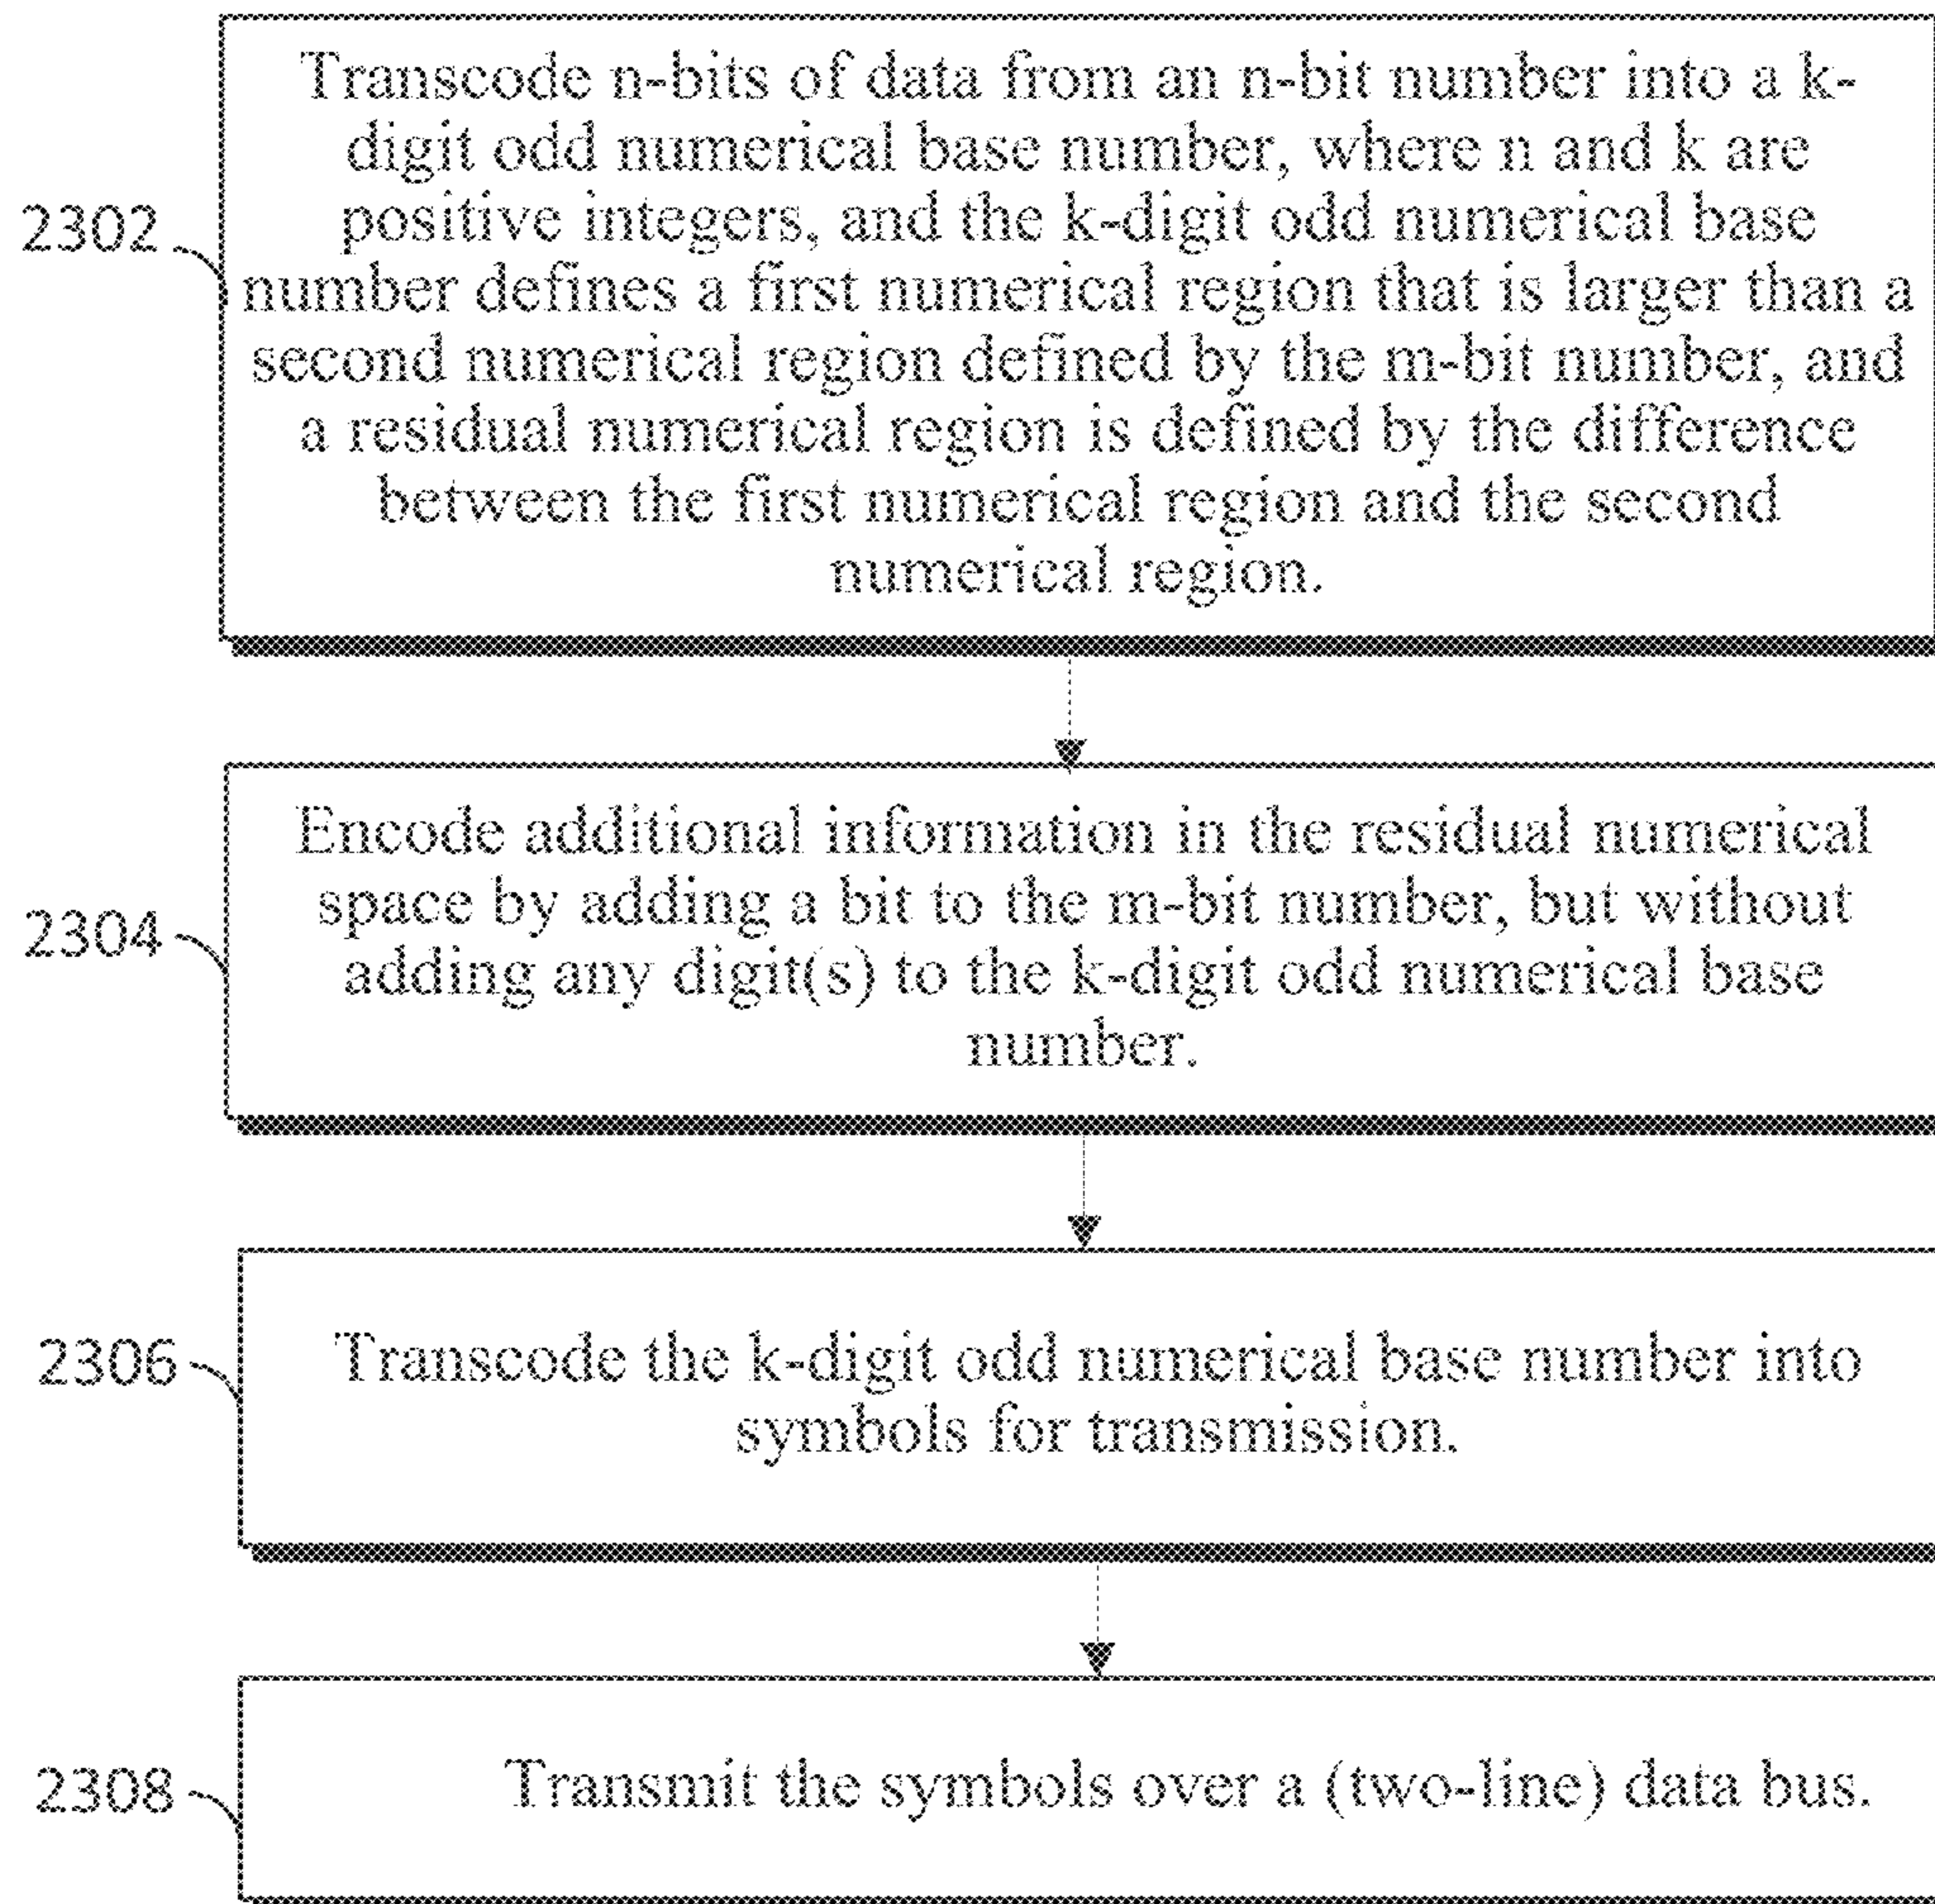 Transcode n-bits of data from an n-bit number into a k-
digit odd numerical base number, where n and k are
positive integers, and the k-digit odd numerical base
number defines a first numerical region that is larger than a
second numerical region defined by the m-bit number, and
a residual numerical region is defined by the difference
between the first numerical region and the second
numerical region.
2302
Encode additional information in the residual numerical
space by adding a bit to the m-bit number, but without
adding any digit(s) to the k-digit odd numerical base
number.
2304
Transcode the k-digit odd numerical base number into
symbols for transmission.
2306
Transmit the symbols over a (two-line) data bus.
2308